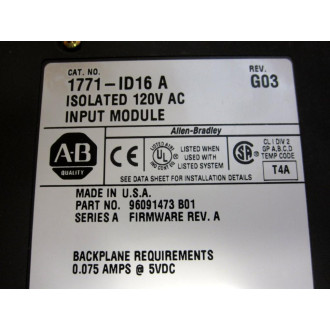 CAT. NO.
REV.
1771-ID16 A
G03
ISOLATED 120V AC
INPUT MODULE
Allen-Bradley
A-B
QUALITY
UL
LISTED WHEN
USED WITH
LISTED SYSTEM
SA
CL I DIV 2
GP A,B,C,D
TEMP CODE
T4A
SEE DATA SHEET FOR INSTALLATION DETAILS
MADE IN U.S.A.
PART NO. 96091473 B01
SERIES A FIRMWARE REV. A
BACKPLANE REQUIREMENTS
0.075 AMPS @ 5VDC